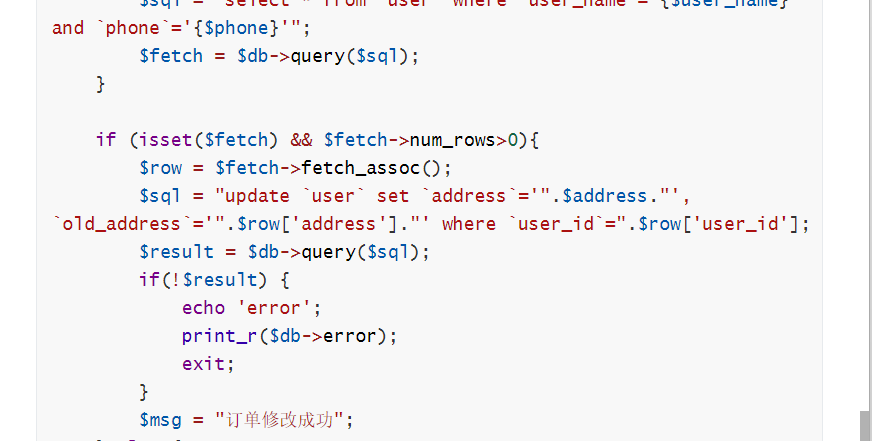 $sql = "select * from `user` where `user_name`='{$user_name}'
and `phone`='{$phone}'";
$fetch = $db->query($sql);
}
if (isset($fetch) && $fetch->num_rows>0){
$row = $fetch->fetch_assoc();
$sql = "update `user` set `address`='".$address."',
`old_address`='".$row['address']."' where `user_id`=".$row['user_id'];
$result = $db->query($sql);
if(!$result) {
echo 'error';
print_r($db->error);
exit;
}
$msg = "订单修改成功";